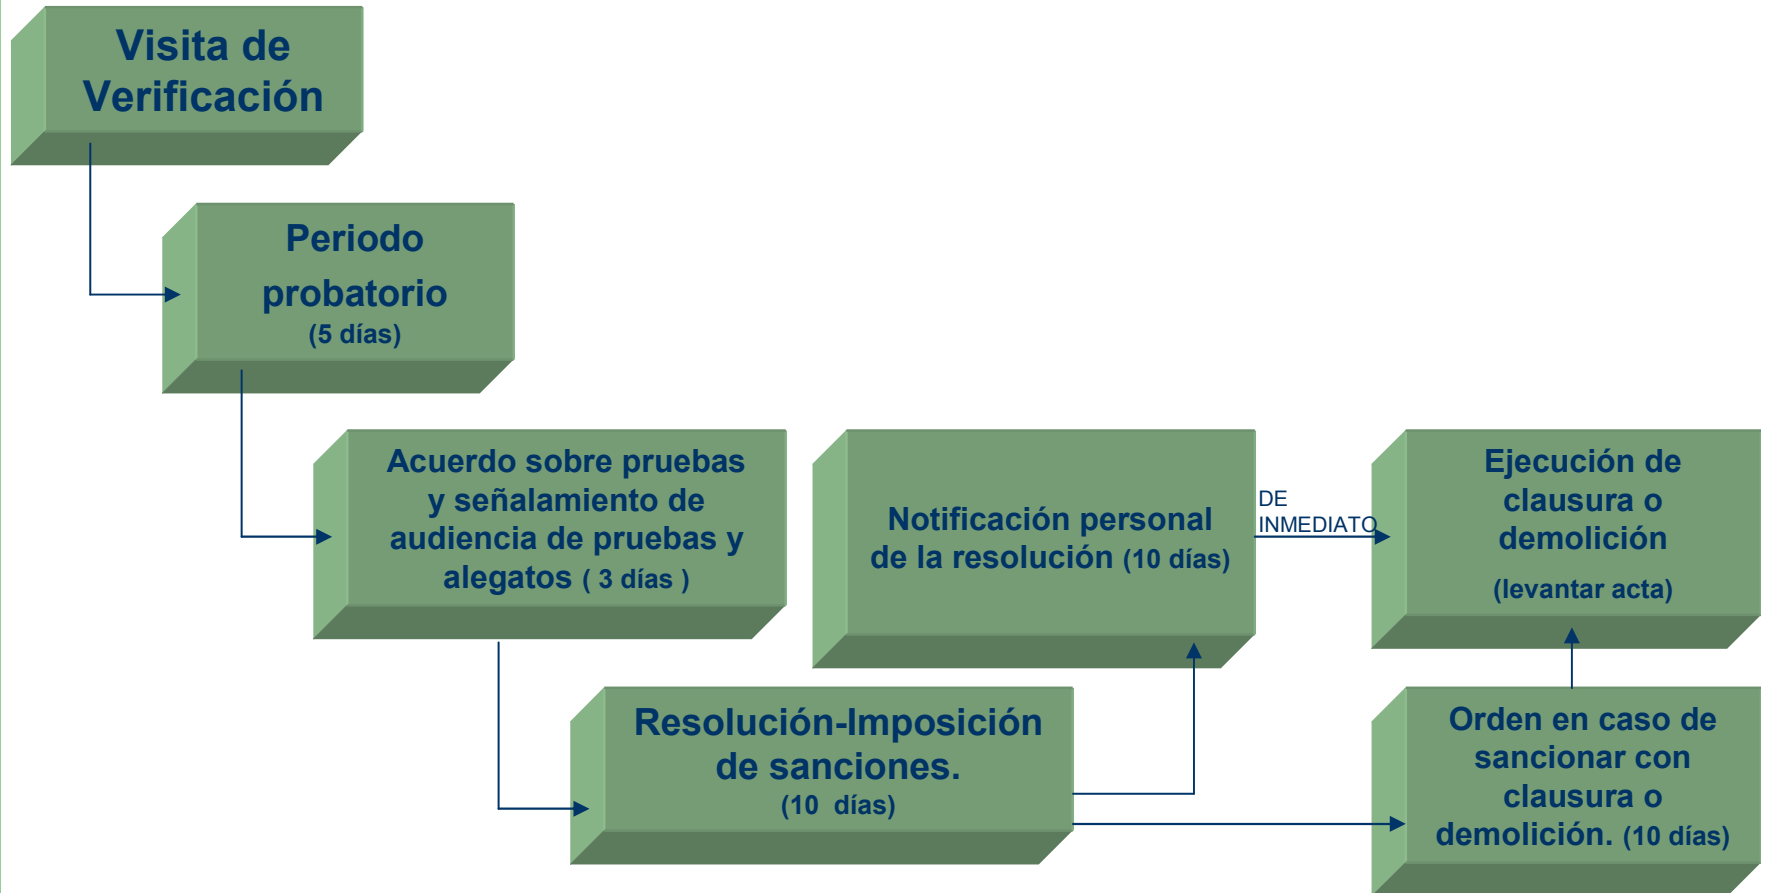 Visita de
Verificación
Periodo
probatorio
(5 días)
Acuerdo sobre pruebas
y señalamiento de
audiencia de pruebas y
alegatos ( 3 días )
Resolución-Imposición
de sanciones.
(10 días)
Notificación personal
de la resolución (10 días)
DE
INMEDIATO
Ejecución de
clausura o
demolición
(levantar acta)
Orden en caso de
sancionar con
clausura o
demolición. (10 días)